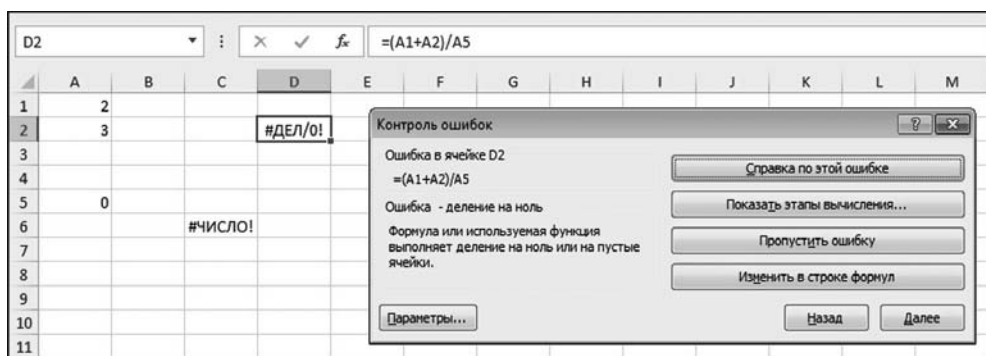 D2 fx =(A1+A2)/A5
A B C D E F G H I J K L M
1 2
2 3 #ДЕЛ/0!
3
4
5 0
6 #ЧИСЛО!
7
8
9
10
11
Контроль ошибок
Ошибка в ячейке D2
=(A1+A2)/A5
Ошибка - деление на ноль
Формула или используемая функция
выполняет деление на ноль или на пустые
ячейки.
Справка по этой ошибке
Показать этапы вычисления...
Пропустить ошибку
Изменить в строке формул
Параметры...
Назад
Далее